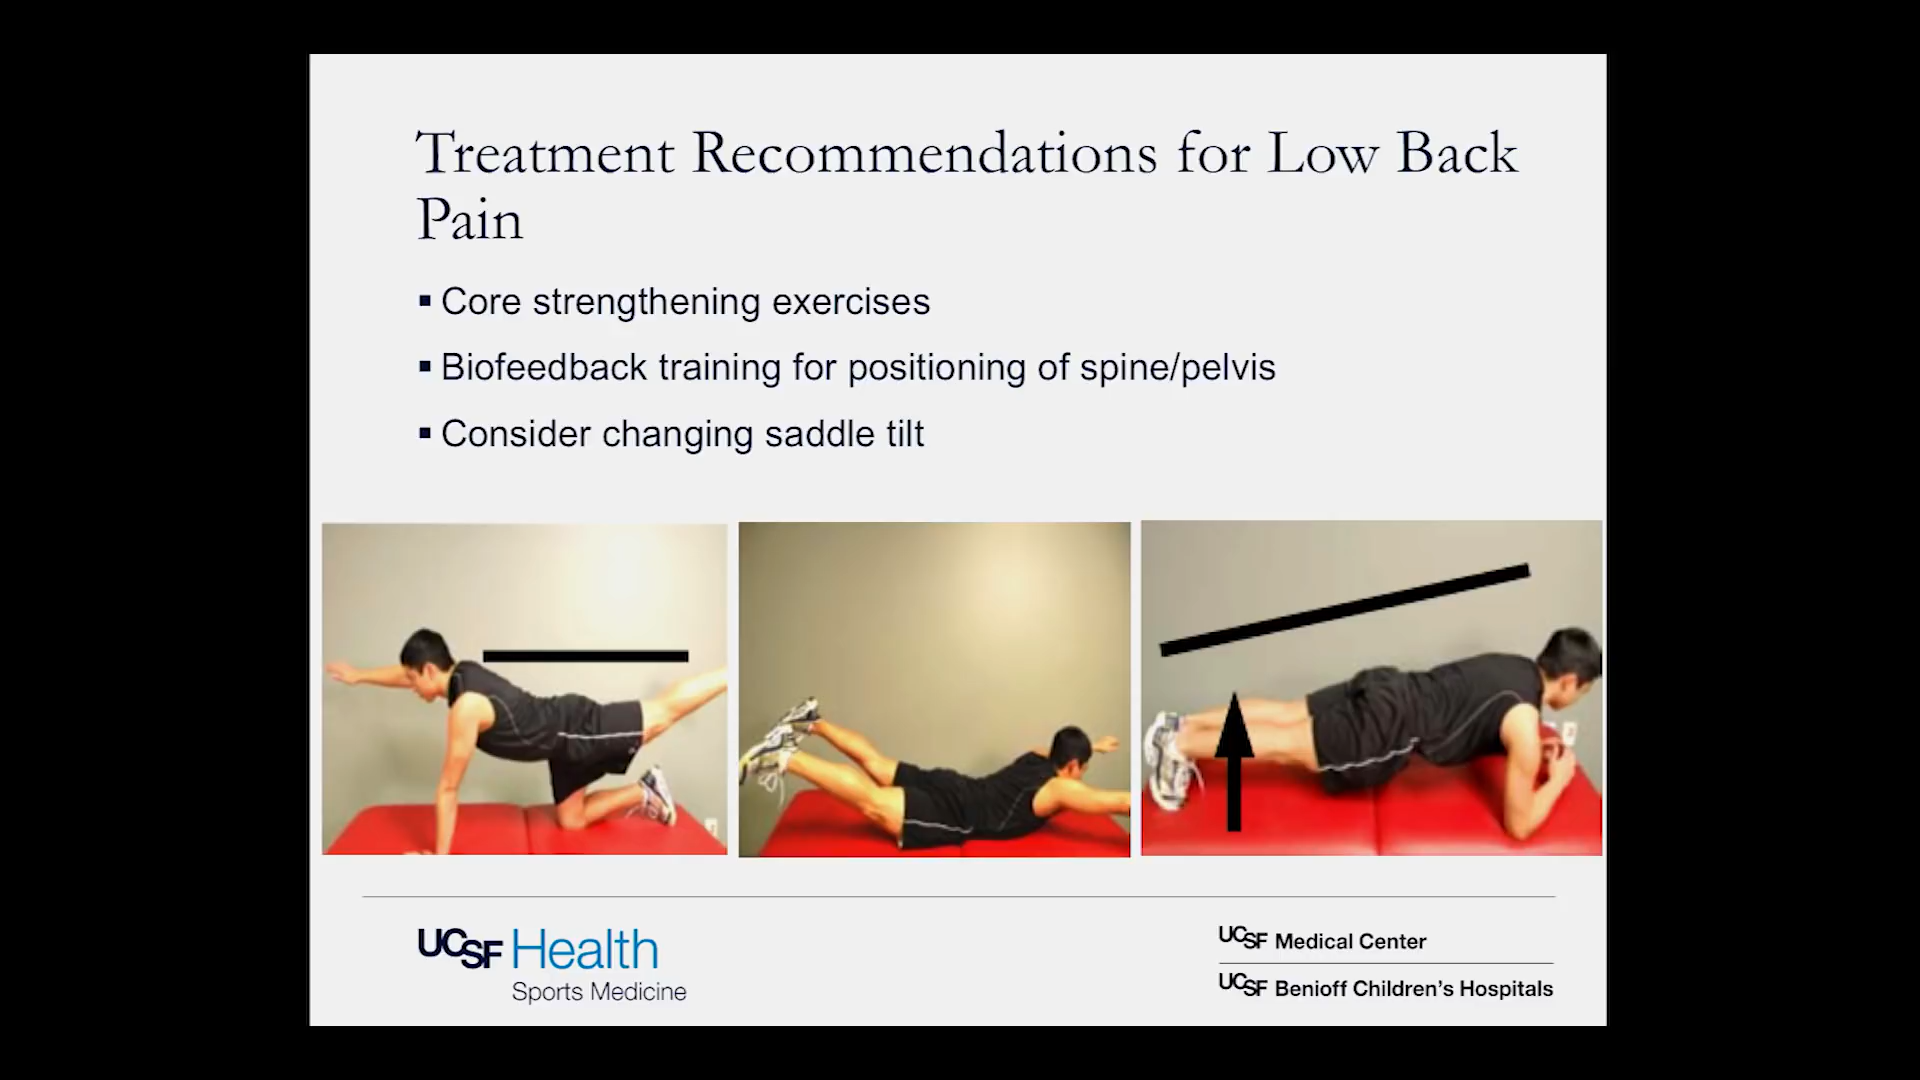 Treatment Recommendations for Low Back
Pain
▪ Core strengthening exercises
▪ Biofeedback training for positioning of spine/pelvis
▪ Consider changing saddle tilt
UCSF Health
Sports Medicine
UCSF Medical Center
UCSF Benioff Children's Hospitals